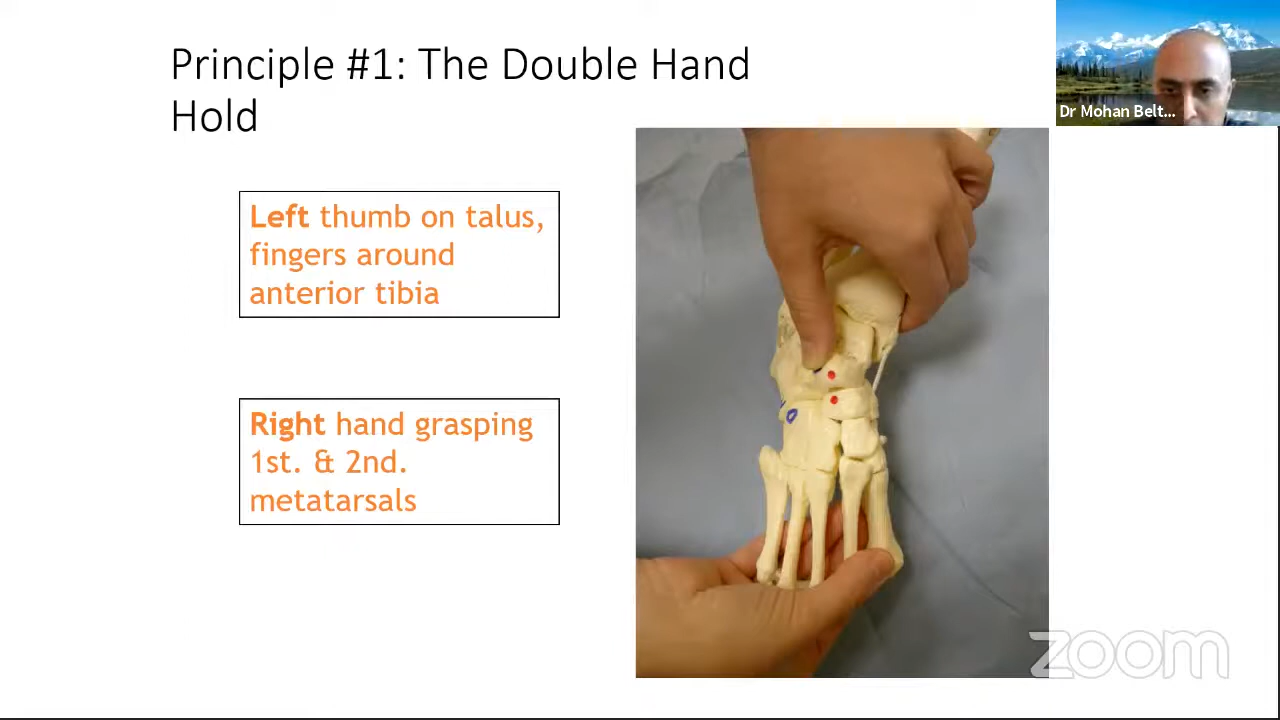 Principle #1: The Double Hand
Hold
Dr Mohan Belt...
Left thumb on talus,
fingers around
anterior tibia
Right hand grasping
1st. & 2nd.
metatarsals
zoom